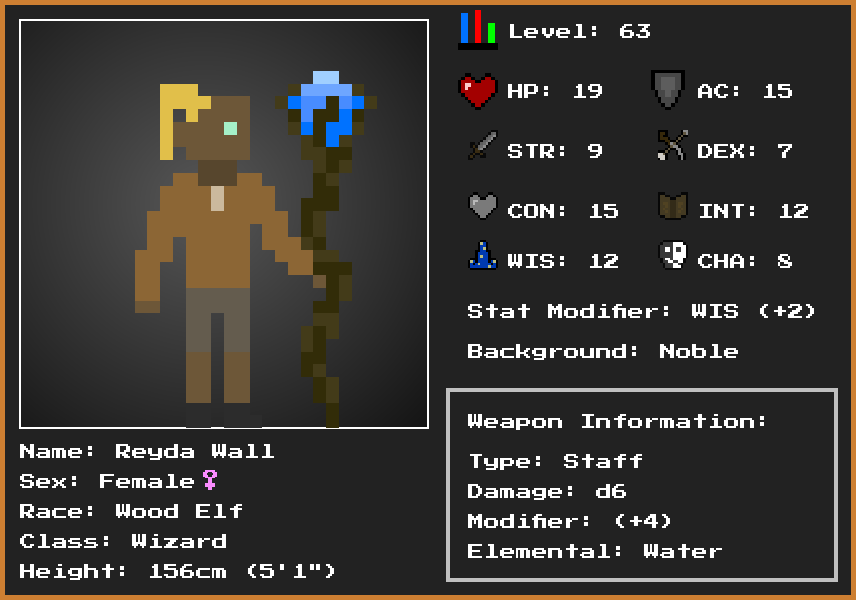 Level: 63
HP: 19
AC: 15
STR: 9
DEX: 7
CON: 15
INT: 12
WIS: 12
CHA: 8
Stat Modifier: WIS (+2)
Background: Noble
Weapon Information:
Type: Staff
Damage: d6
Modifier: (+4)
Elemental: Water
Name: Reyda Wall
Sex: Female♀
Race: Wood Elf
Class: Wizard
Height: 156cm (5'1")